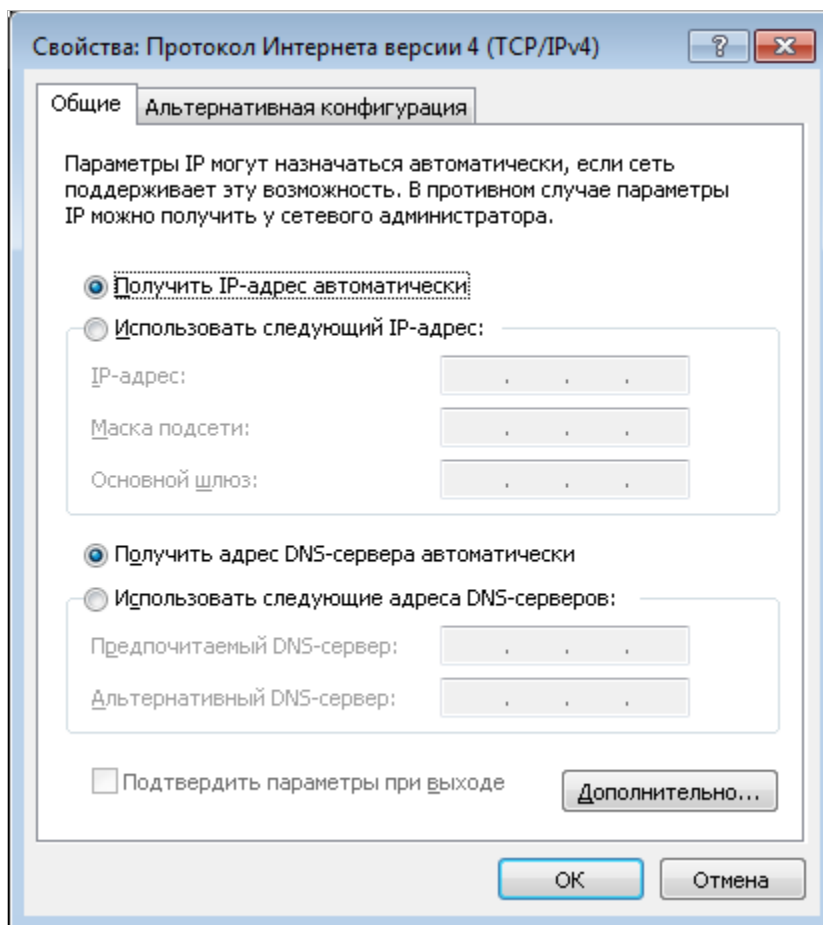 Свойства: Протокол Интернета версии 4 (TCP/IPv4)
Общие
Альтернативная конфигурация
Параметры IP могут назначаться автоматически, если сеть
поддерживает эту возможность. В противном случае параметры
IP можно получить у сетевого администратора.
Получить IP-адрес автоматически
Использовать следующий IP-адрес:
IP-адрес:
Маска подсети:
Основной шлюз:
Получить адрес DNS-сервера автоматически
Использовать следующие адреса DNS-серверов:
Предпочитаемый DNS-сервер:
Альтернативный DNS-сервер:
Подтвердить параметры при выходе
Дополнительно...
ОК
Отмена